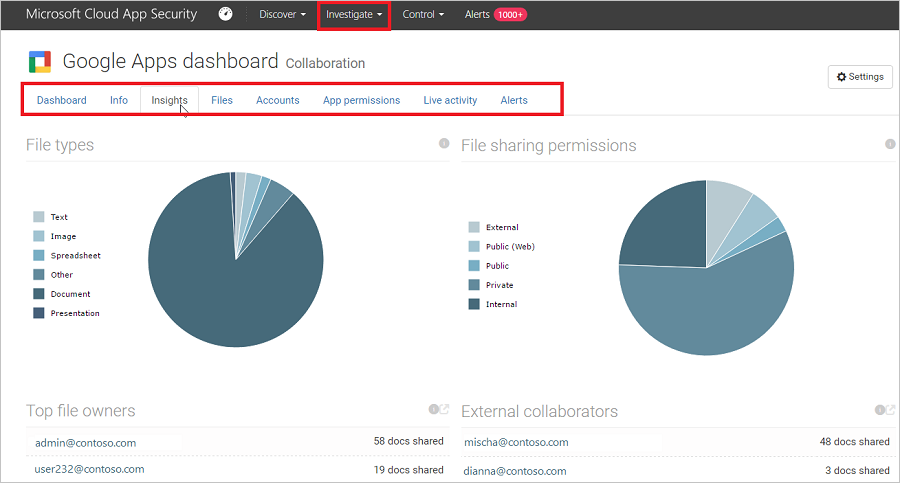 Microsoft Cloud App Security Discover Investigate Control Alerts 1000+
Google Apps dashboard Collaboration
Settings
Dashboard Info Insights Files Accounts App permissions Live activity Alerts
File types
Text
Image
Spreadsheet
Other
Document
Presentation
File sharing permissions
External
Public (Web)
Public
Private
Internal
Top file owners
admin@contoso.com 58 docs shared
user232@contoso.com 19 docs shared
External collaborators
mischa@contoso.com 48 docs shared
dianna@contoso.com 3 docs shared